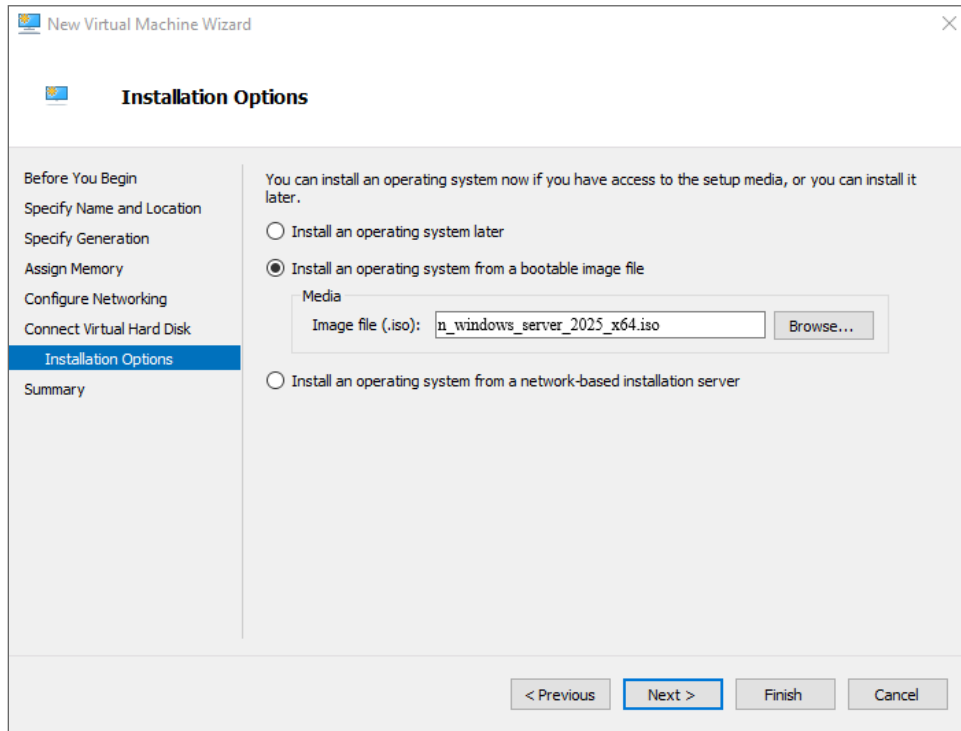 New Virtual Machine Wizard
Installation Options
Before You Begin
Specify Name and Location
Specify Generation
Assign Memory
Configure Networking
Connect Virtual Hard Disk
Installation Options
Summary
You can install an operating system now if you have access to the setup media, or you can install it
later.
Install an operating system later
Install an operating system from a bootable image file
Media
Image file (.iso): n_windows_server_2025_x64.iso Browse...
Install an operating system from a network-based installation server
< Previous Next > Finish Cancel